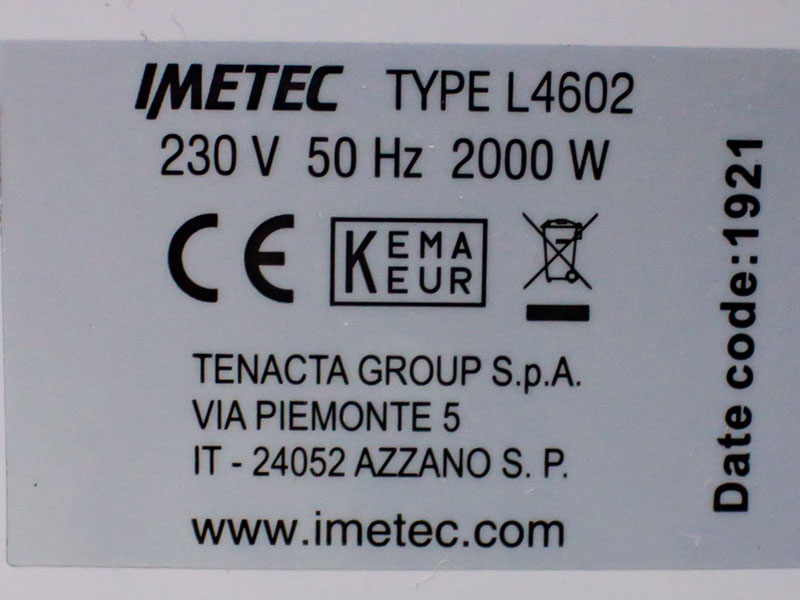 IMETEC TYPE L4602
230 V 50 Hz 2000 W
CE KEMA KEUR
TENACTA GROUP S.p.A.
VIA PIEMONTE 5
IT - 24052 AZZANO S. P.
www.imetec.com
Date code:1921